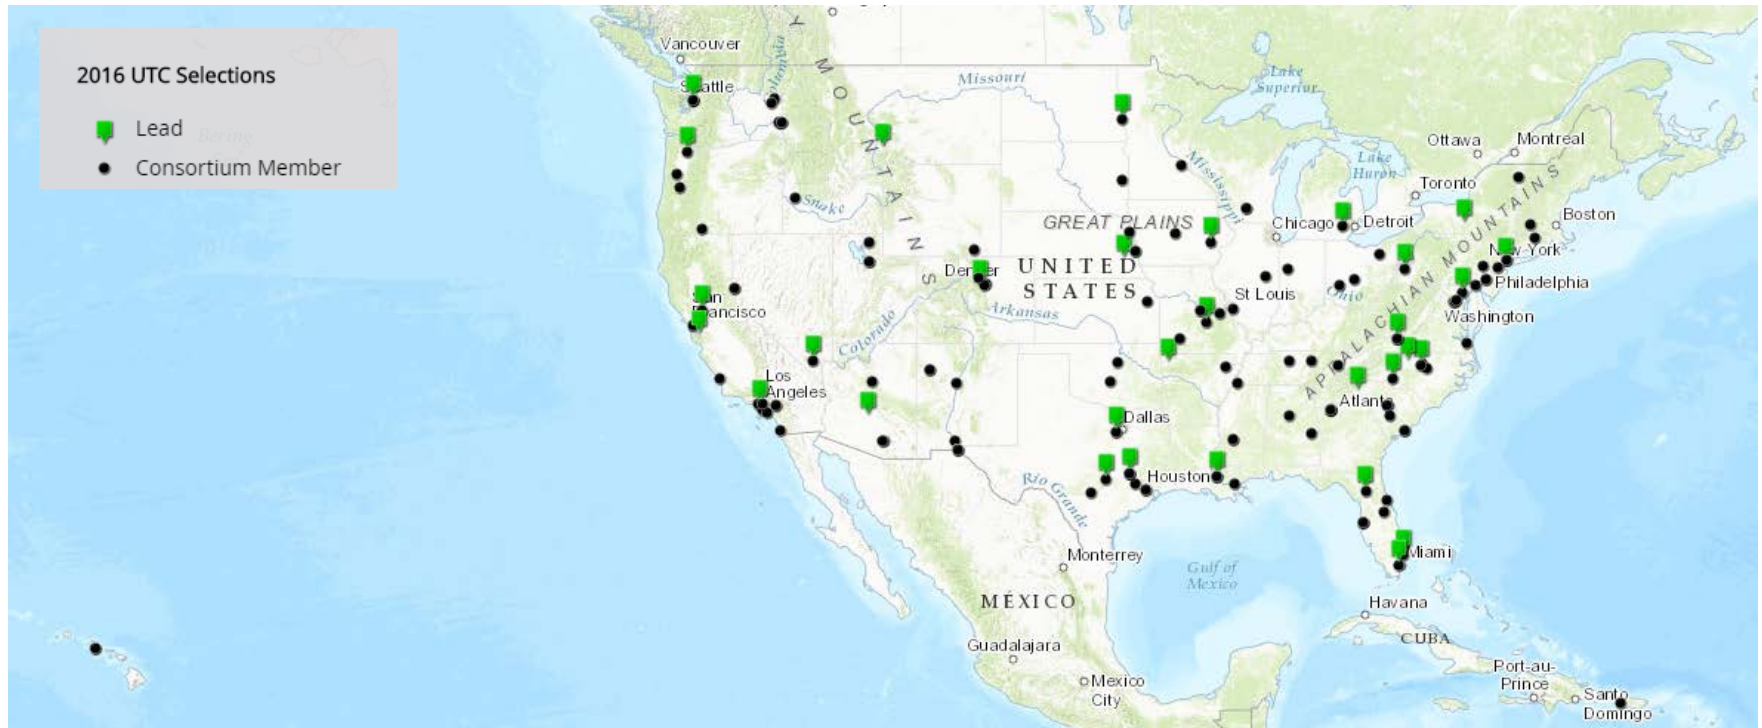 2016 UTC Selections
Lead
Consortium Member
Vancouver
Seattle
Missouri
Lake
Superior
Ottawa
Montreal
Lake
Huron
Toronto
Mississippi
Boston
Snake
GREAT PLAINS
Chicago
Detroit
MOUNTAINS
New York
Denver
UNITED
STATES
Philadelphia
St Louis
Ohio
San
Francisco
Arkansas
Washington
Colorado
APPALACHIAN MOUNTAINS
Los
Angeles
Atlanta
Dallas
Houston
Rio Grande
Monterrey
Miami
Gulf of
Mexico
MÉXICO
Havana
CUBA
Guadalajara
Port-au-
Prince
Mexico
City
Santo
Domingo